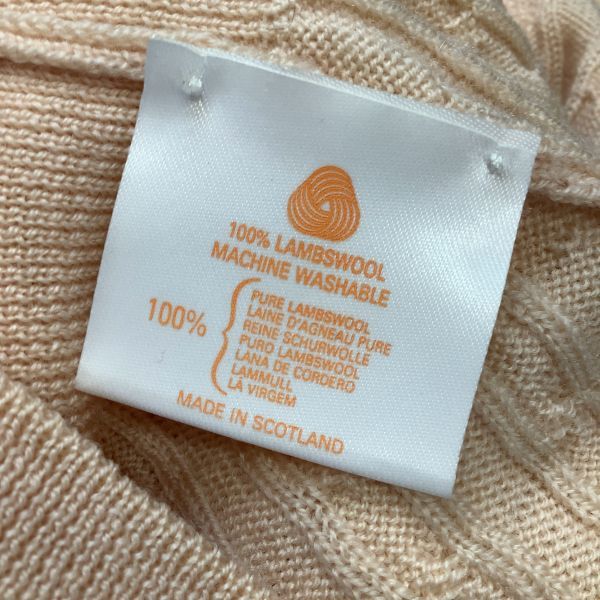 100% LAMBSWOOL
MACHINE WASHABLE
100%
PURE LAMBSWOOL
LAINE D'AGNEAU PURE
REINE SCHURWOLLE
PURO LAMBSWOOL
LANA DE CORDERO
LAMMULL
LÀ VIRGEM
MADE IN SCOTLAND